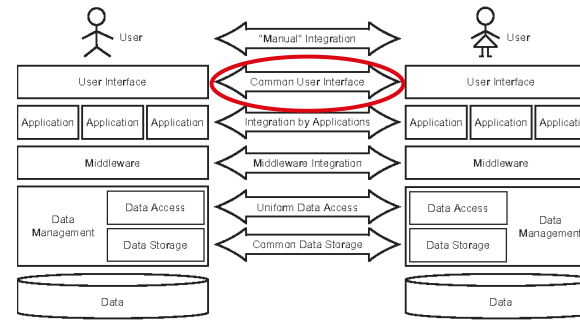 User "Manual" Integration User
User Interface Common User Interface User Interface
Application Application Application Integration by Applications Application Application Applicati
Middleware Middleware Integration Middleware
Data Access Uniform Data Access Data Access
Data Data
Management Management
Data Storage Common Data Storage Data Storage
Data Data